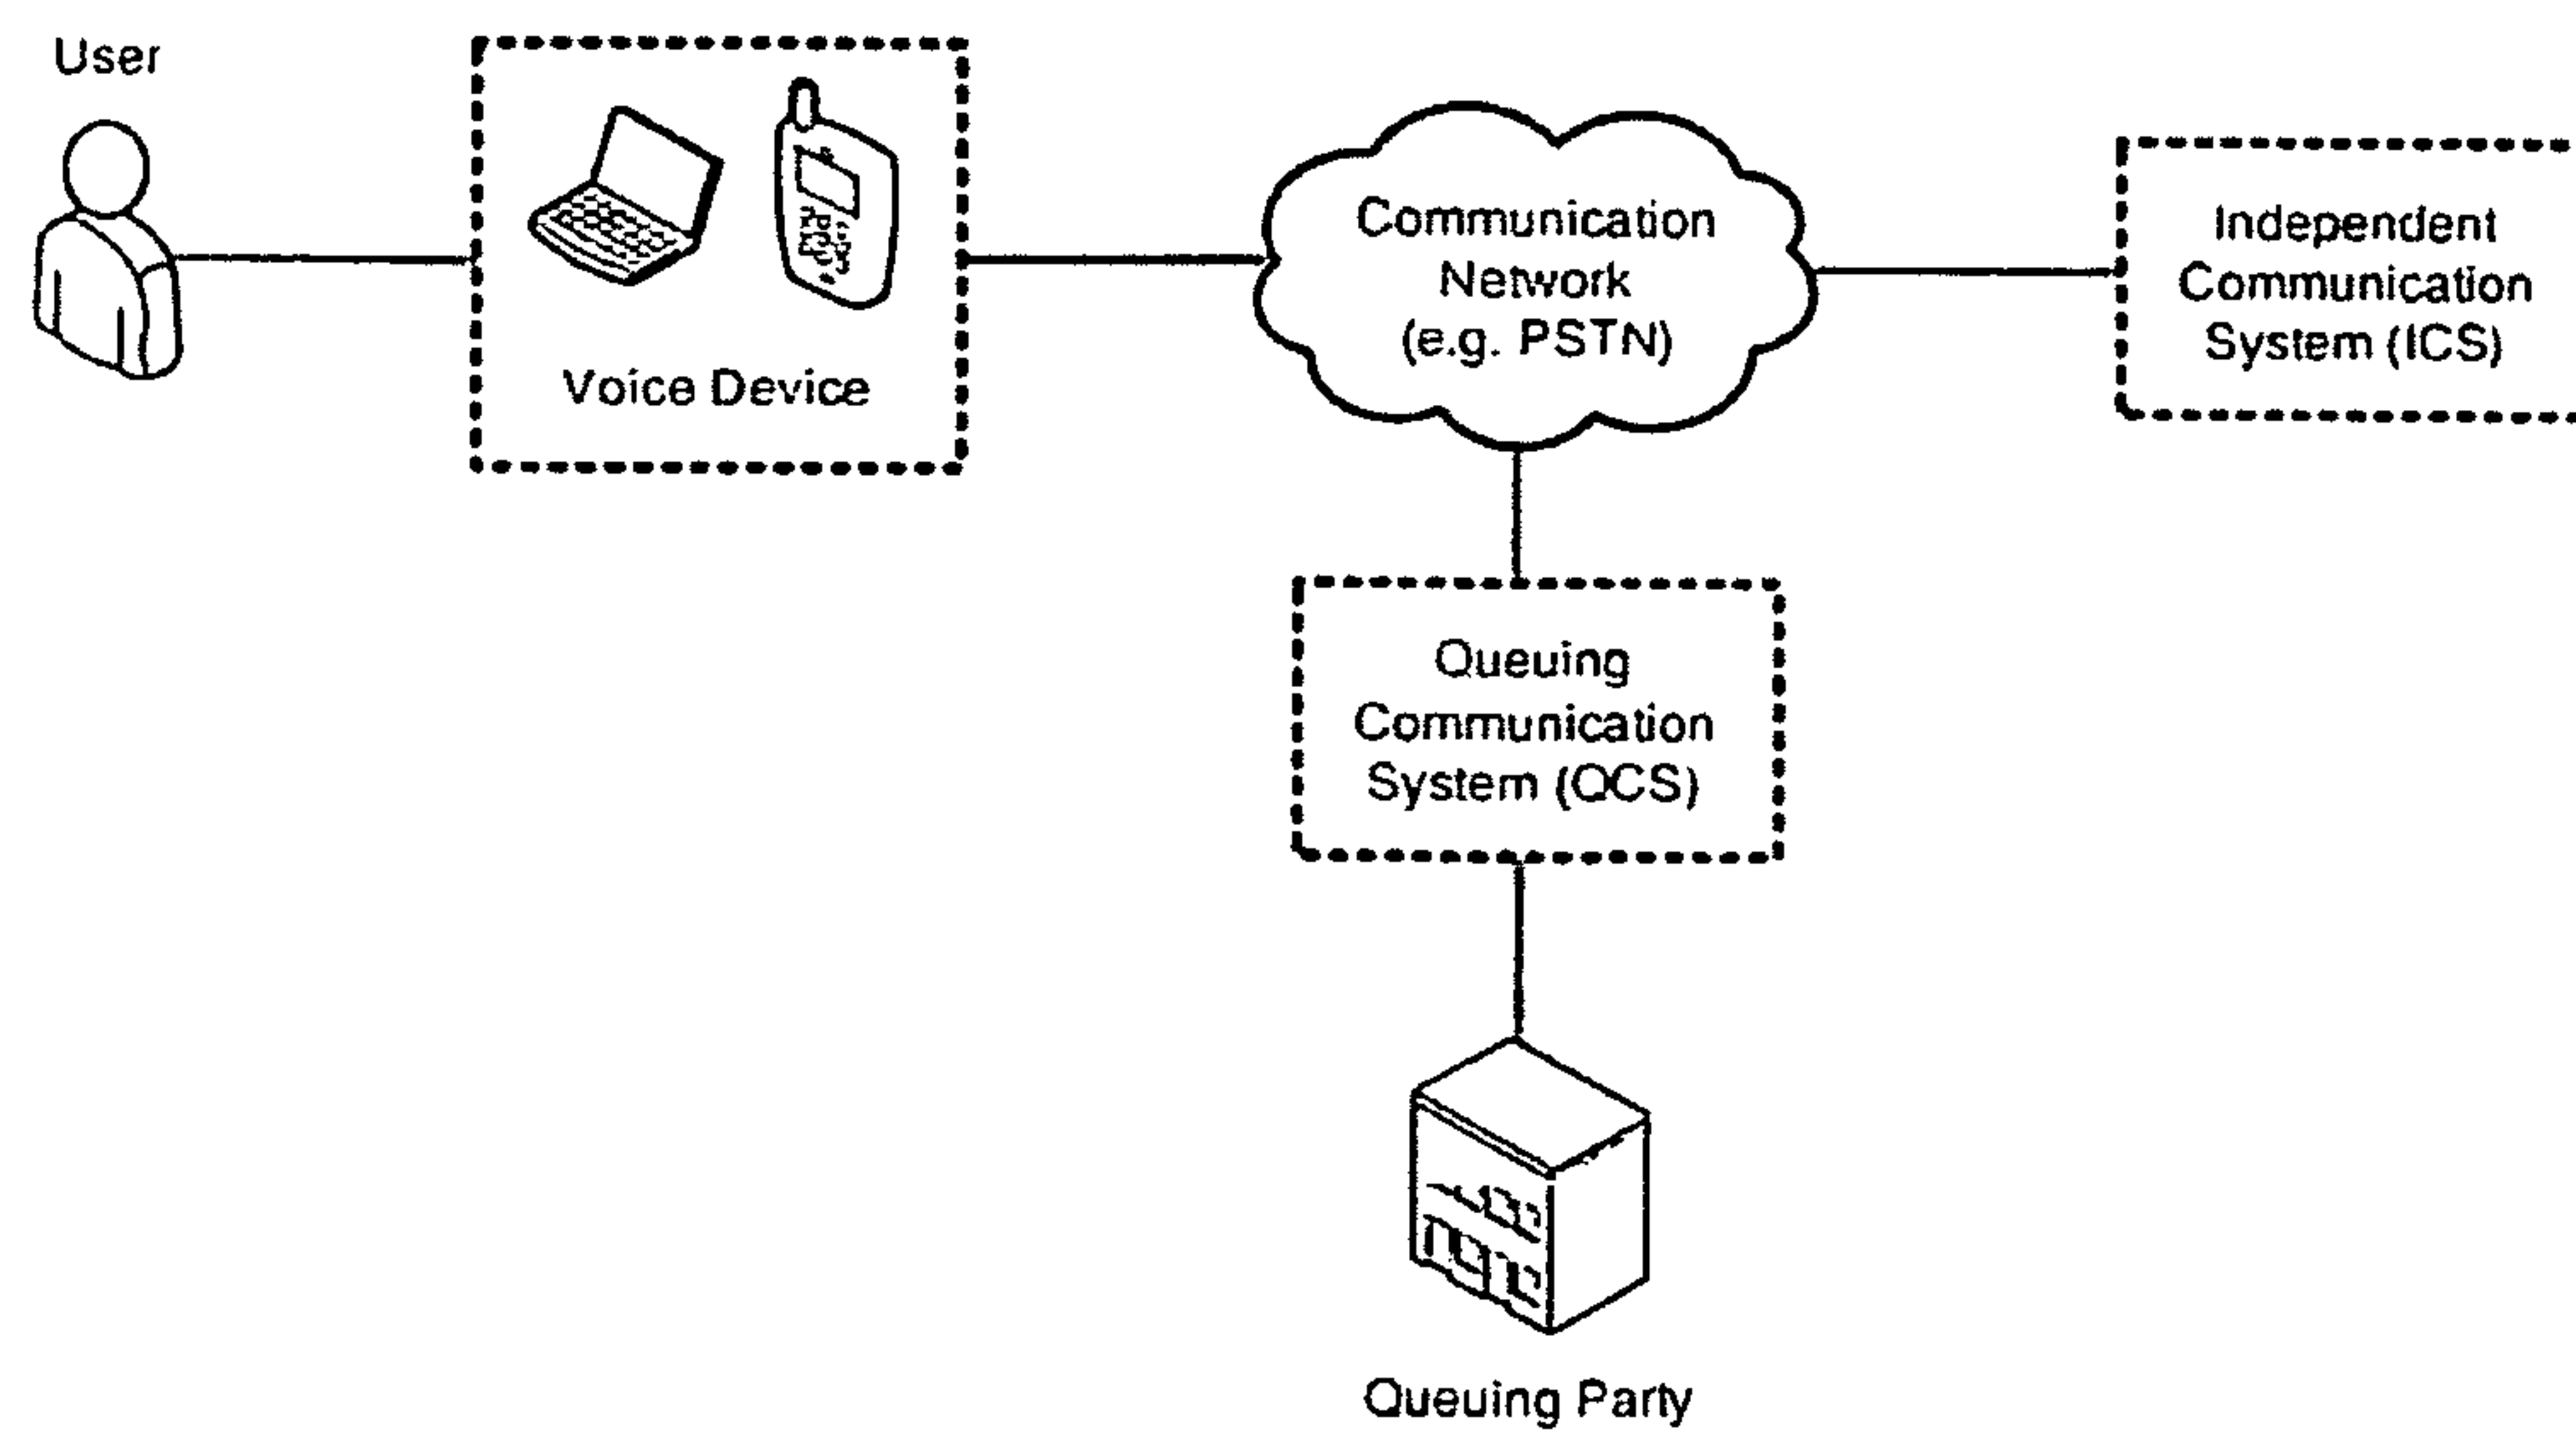 User
Voice Device
Communication
Network
(e.g. PSTN)
Independent
Communication
System (ICS)
Queuing
Communication
System (QCS)
Queuing Party